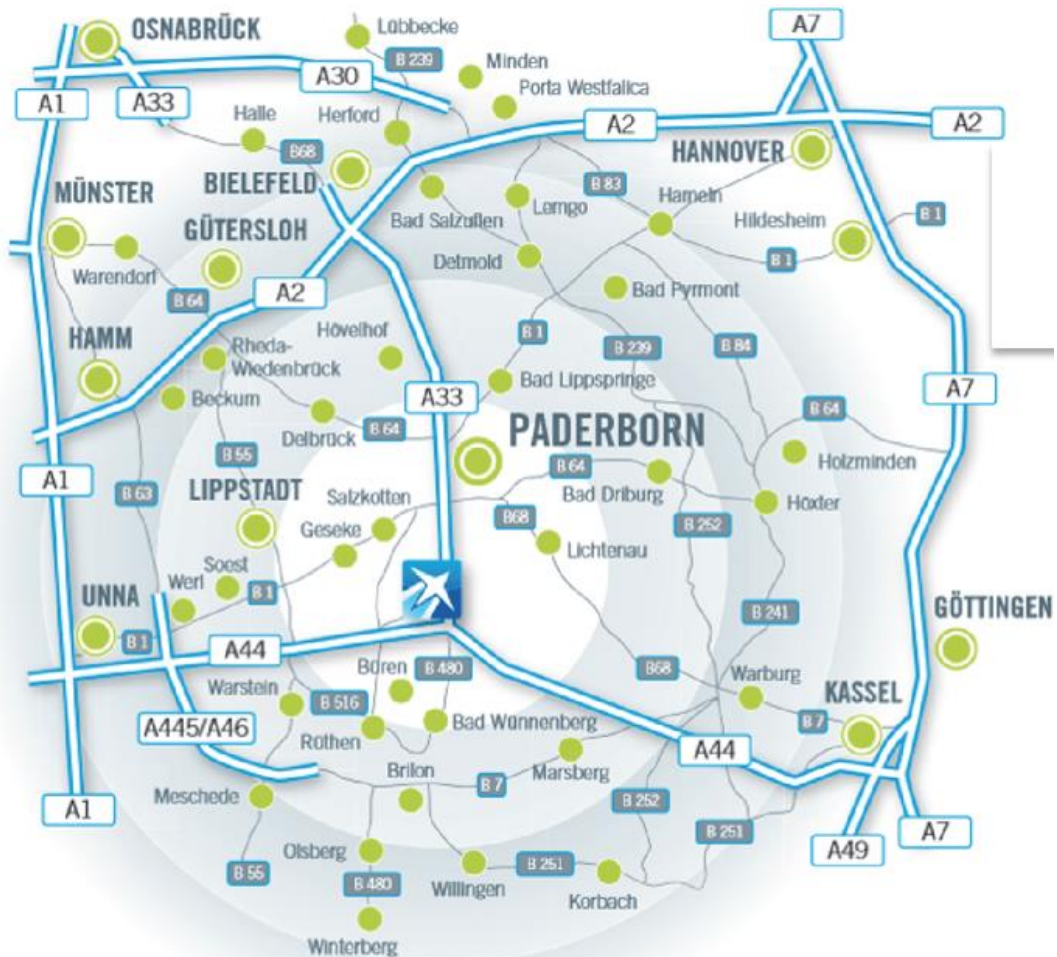 OSNABRÜCK
Lübbecke
A7
B 239
Minden
A30
Porta Westfalica
A1
A33
Halle
Herford
A2
A2
B68
HANNOVER
BIELEFELD
B 83
MÜNSTER
Lemgo
Hameln
GÜTERSLOH
Bad Salzuflen
Hildesheim
B 1
Warendorf
Detmold
B 1
A2
Bad Pyrmont
B 64
HAMM
Hövelhof
B 1
B 239
B 84
Rheda-
Wiedenbrück
Bad Lippspringe
A7
Beckum
A33
B 64
Delbrück
B 64
PADERBORN
B 55
Holzminden
A1
B 64
B 63
LIPPSTADT
Salzkotten
Bad Driburg
Höxter
B68
B 252
Geseke
Lichtenau
Soest
Werl
B 1
UNNA
B 241
GÖTTINGEN
B 1
A44
Büren
B 480
B68
Warburg
KASSEL
Warstein
B 516
B 7
A445/A46
Rüthen
Bad Wünnenberg
A44
Marsberg
Brilon
B 7
Meschede
A1
B 252
B 251
A7
Olsberg
A49
B 55
B 480
Willingen
B 251
Korbach
Winterberg